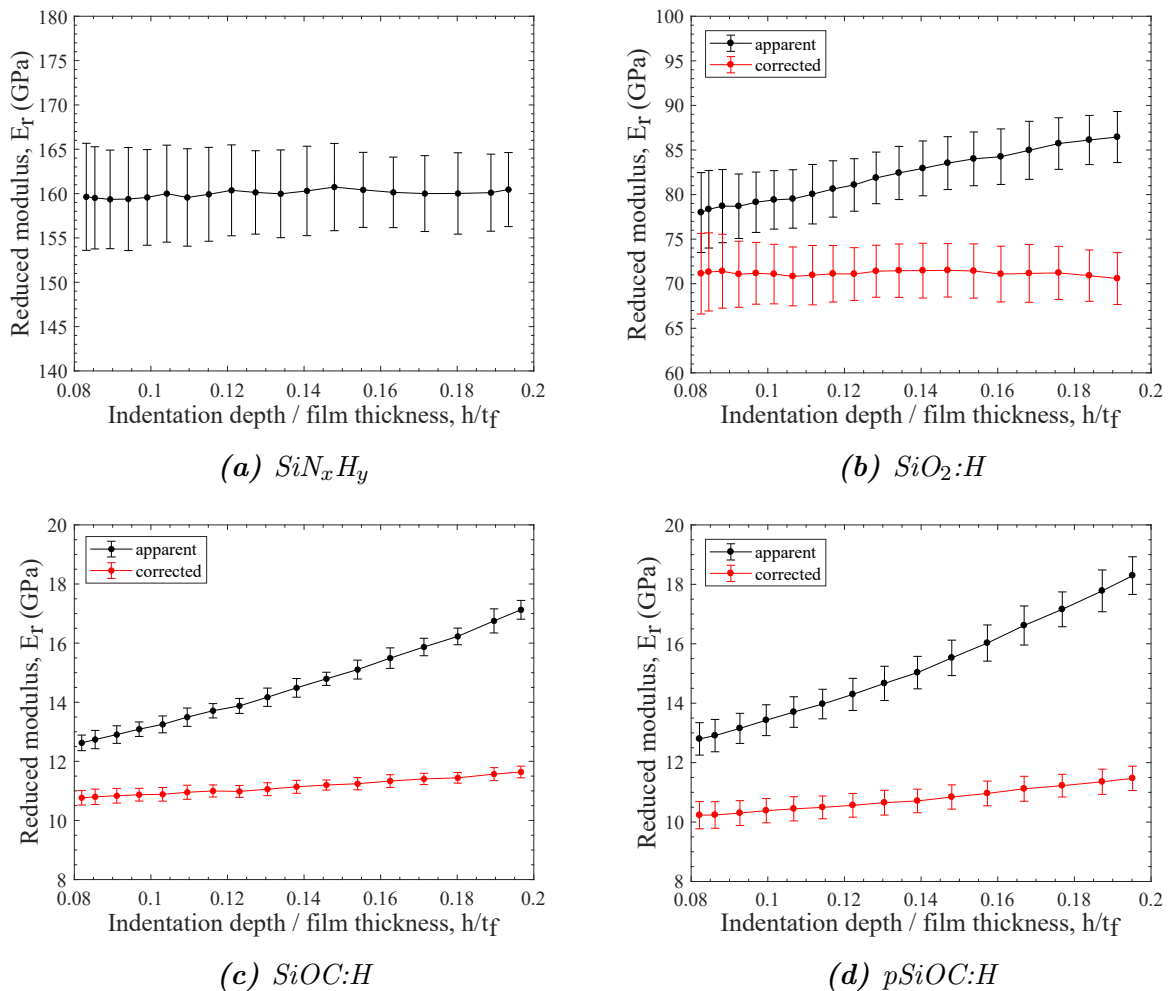 180
175
170
165
160
155
150
145
140
Reduced modulus, Er (GPa)
0.08 0.1 0.12 0.14 0.16 0.18 0.2
Indentation depth / film thickness, h/tf
(a) SiNxHy
100
95
90
85
80
75
70
65
60
Reduced modulus, Er (GPa)
apparent
corrected
0.08 0.1 0.12 0.14 0.16 0.18 0.2
Indentation depth / film thickness, h/tf
(b) SiO2:H
20
18
16
14
12
10
8
Reduced modulus, Er (GPa)
apparent
corrected
0.08 0.1 0.12 0.14 0.16 0.18 0.2
Indentation depth / film thickness, h/tf
(c) SiOC:H
20
18
16
14
12
10
8
Reduced modulus, Er (GPa)
apparent
corrected
0.08 0.1 0.12 0.14 0.16 0.18 0.2
Indentation depth / film thickness, h/tf
(d) pSiOC:H